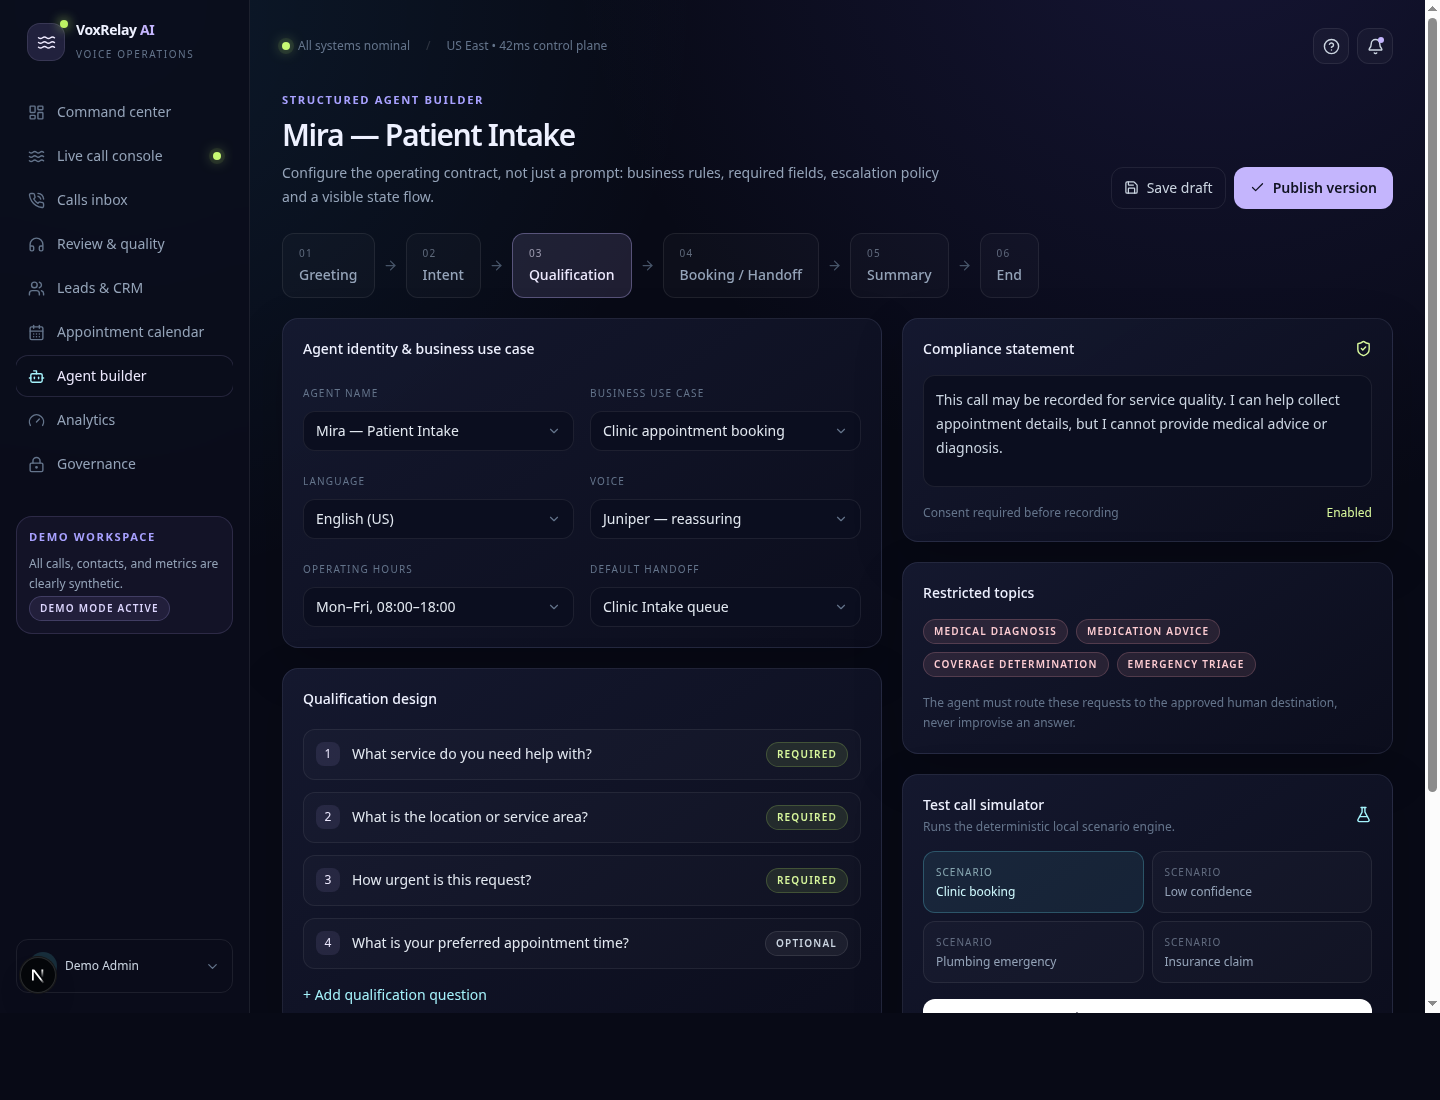 VoxRelay AI
VOICE OPERATIONS
Command center
Live call console
Calls inbox
Review & quality
Leads & CRM
Appointment calendar
Agent builder
Analytics
Governance
DEMO WORKSPACE
All calls, contacts, and metrics are
clearly synthetic.
DEMO MODE ACTIVE
N
Demo Admin
All systems nominal / US East • 42ms control plane
STRUCTURED AGENT BUILDER
Mira — Patient Intake
Configure the operating contract, not just a prompt: business rules, required fields, escalation policy
and a visible state flow.
Save draft
Publish version
01
Greeting
02
Intent
03
Qualification
04
Booking / Handoff
05
Summary
06
End
Agent identity & business use case
AGENT NAME
Mira — Patient Intake
BUSINESS USE CASE
Clinic appointment booking
LANGUAGE
English (US)
VOICE
Juniper — reassuring
OPERATING HOURS
Mon–Fri, 08:00–18:00
DEFAULT HANDOFF
Clinic Intake queue
Qualification design
1 What service do you need help with? REQUIRED
2 What is the location or service area? REQUIRED
3 How urgent is this request? REQUIRED
4 What is your preferred appointment time? OPTIONAL
+ Add qualification question
Compliance statement
This call may be recorded for service quality. I can help collect
appointment details, but I cannot provide medical advice or
diagnosis.
Consent required before recording Enabled
Restricted topics
MEDICAL DIAGNOSIS MEDICATION ADVICE
COVERAGE DETERMINATION EMERGENCY TRIAGE
The agent must route these requests to the approved human destination,
never improvise an answer.
Test call simulator
Runs the deterministic local scenario engine.
SCENARIO
Clinic booking
SCENARIO
Low confidence
SCENARIO
Plumbing emergency
SCENARIO
Insurance claim